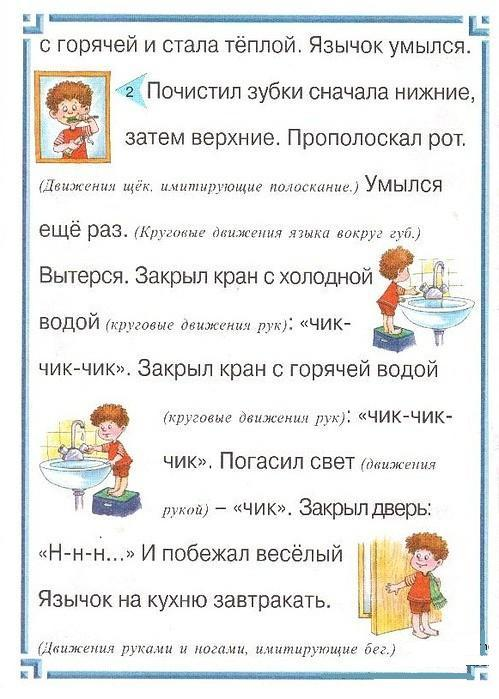 с горячей и стала тёплой. Язычок умылся.
2 Почистил зубки сначала нижние,
затем верхние. Прополоскал рот.
(Движения щёк, имитирующие полоскание.) Умылся
ещё раз. (Круговые движения языка вокруг губ.)
Вытерся. Закрыл кран с холодной
водой (круговые движения рук): «чик-
чик-чик». Закрыл кран с горячей водой
(круговые движения рук): «чик-чик-
чик». Погасил свет (движения
рукой) – «чик». Закрыл дверь:
«Н-н-н...» И побежал весёлый
Язычок на кухню завтракать.
(Движения руками и ногами, имитирующие бег.)